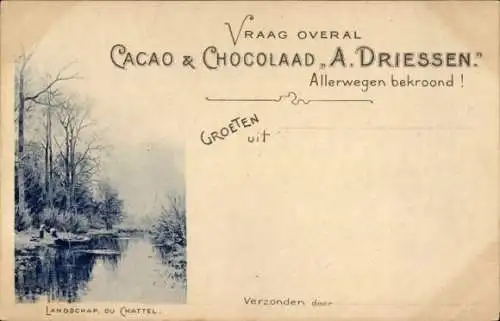 Vraag overal
Cacao & Chocolaad „A. Driessen."
Allerwegen bekroond !
Groeten
uit
Landschap, du Chattel.
Verzonden door